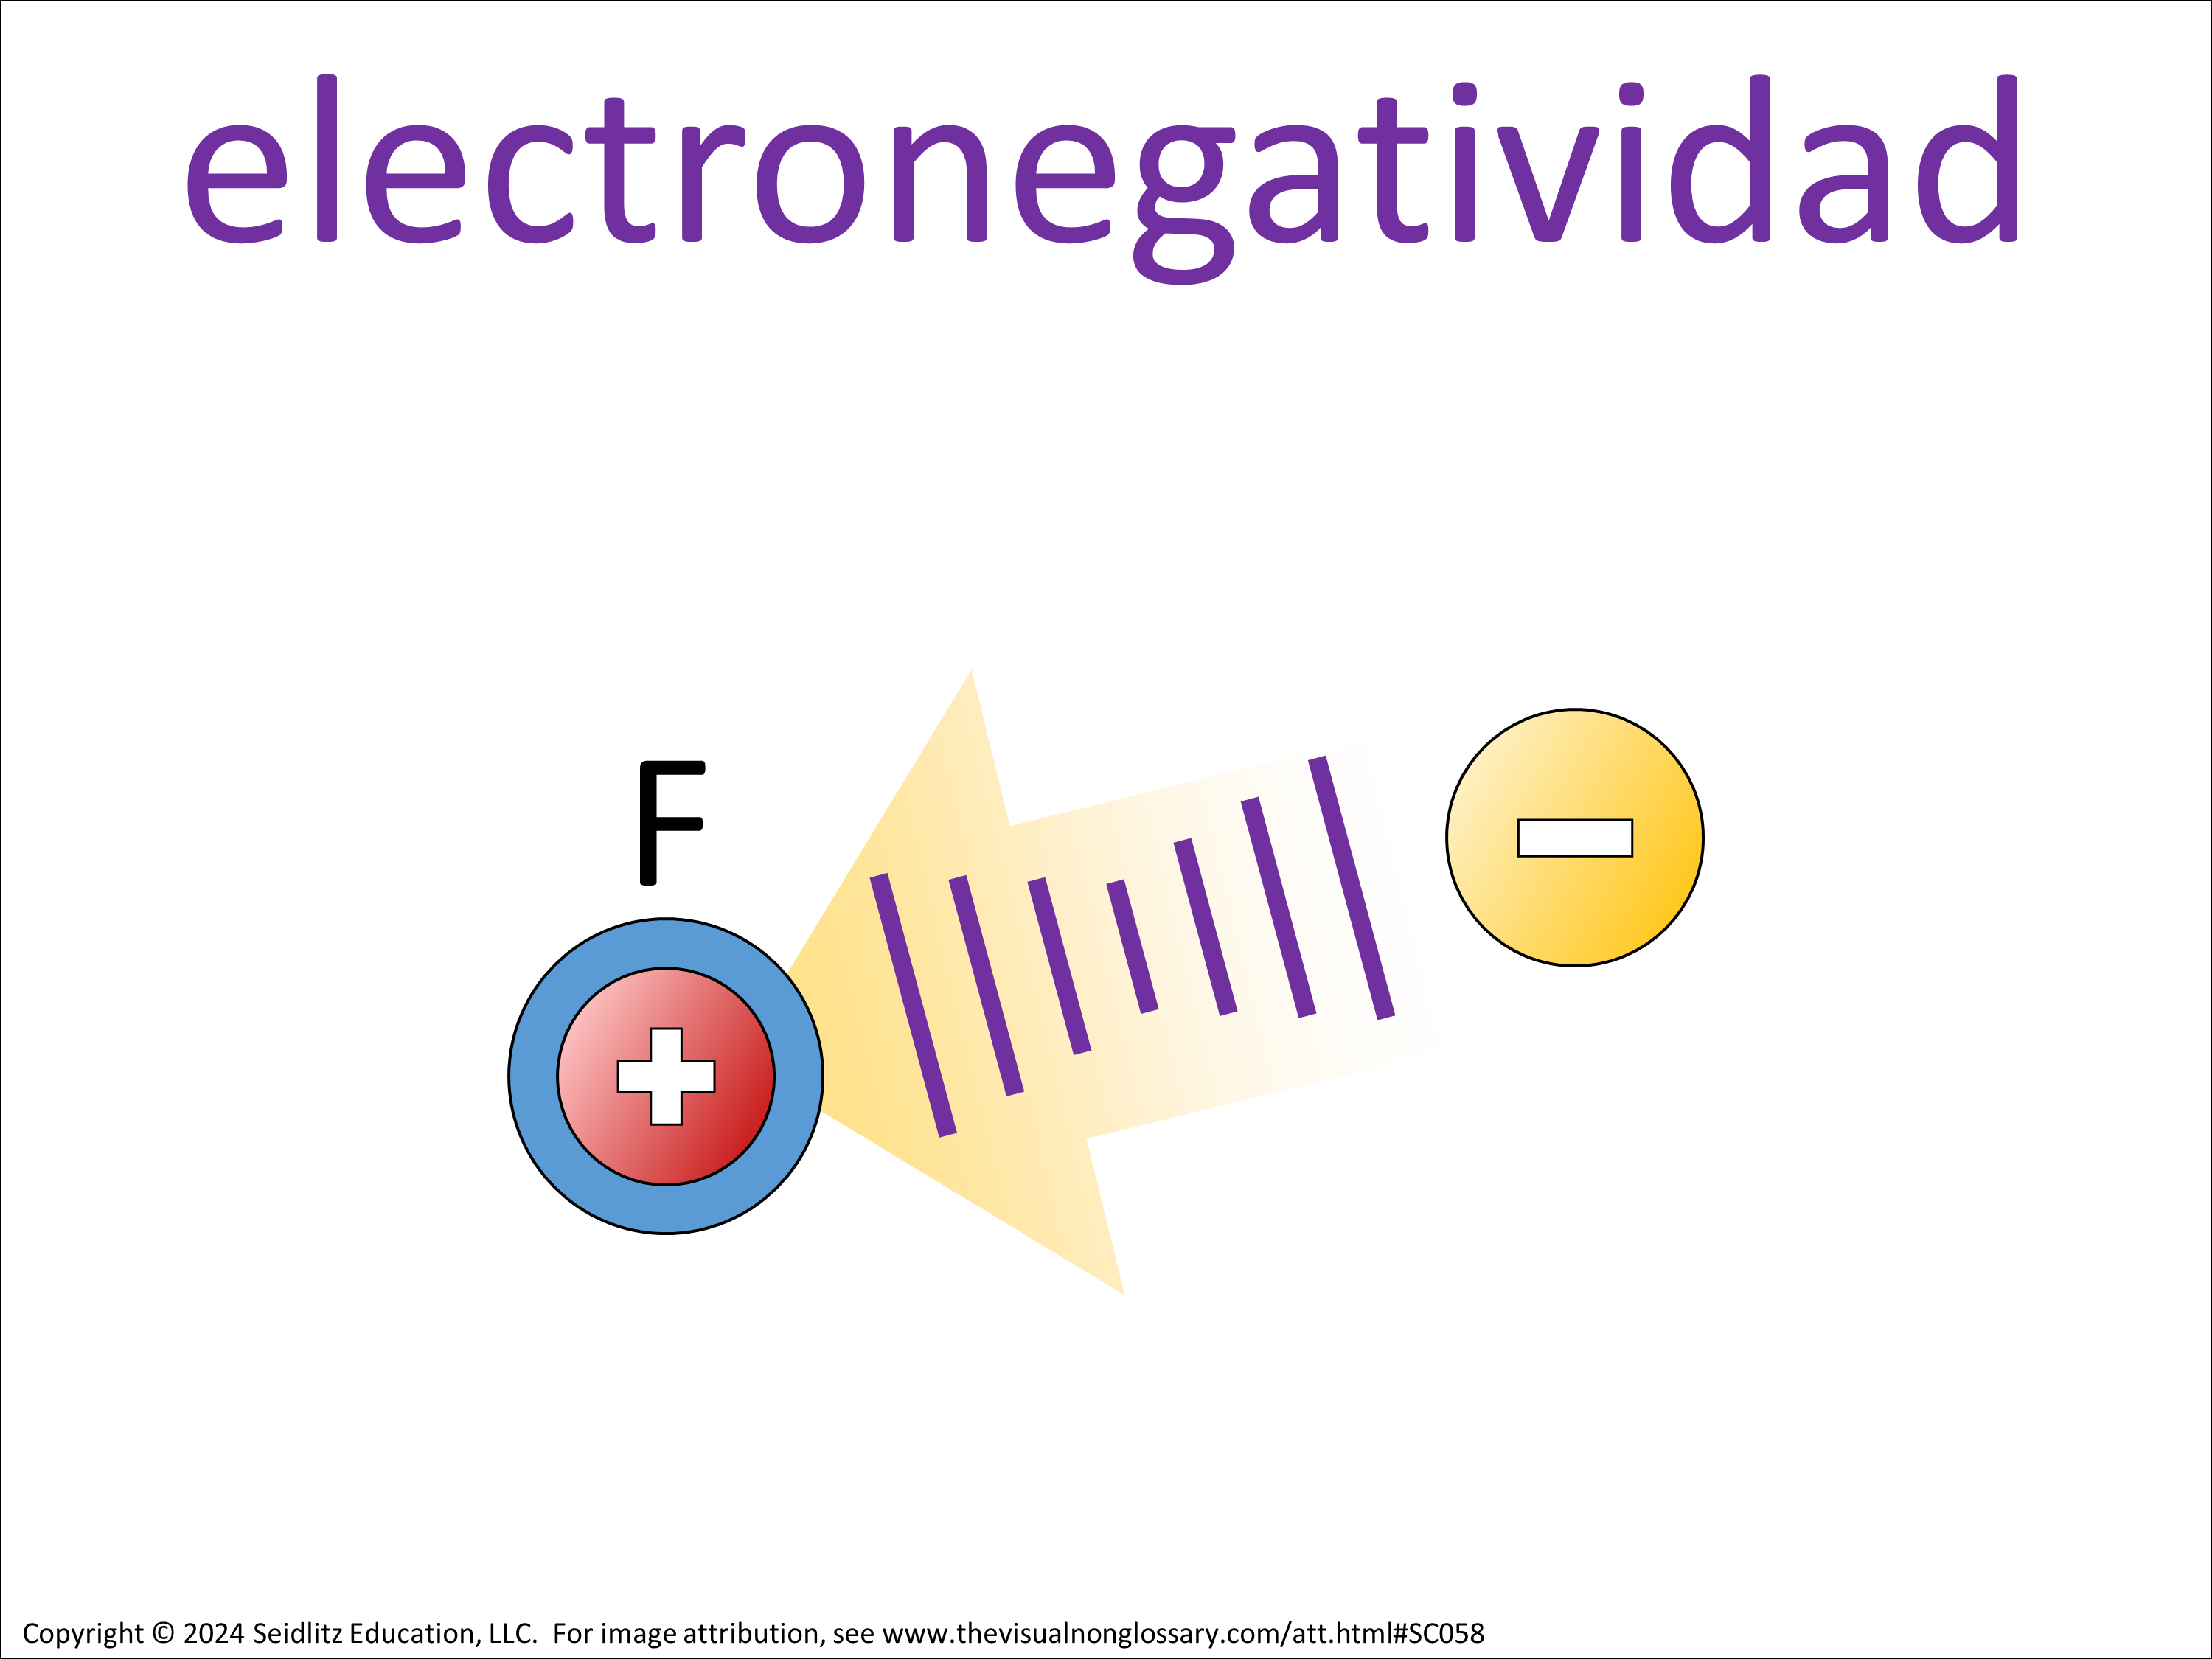 electronegatividad
F
Copyright © 2024 Seidlitz Education, LLC.  For image attribution, see www.thevisualnonglossary.com/att.html#SC058